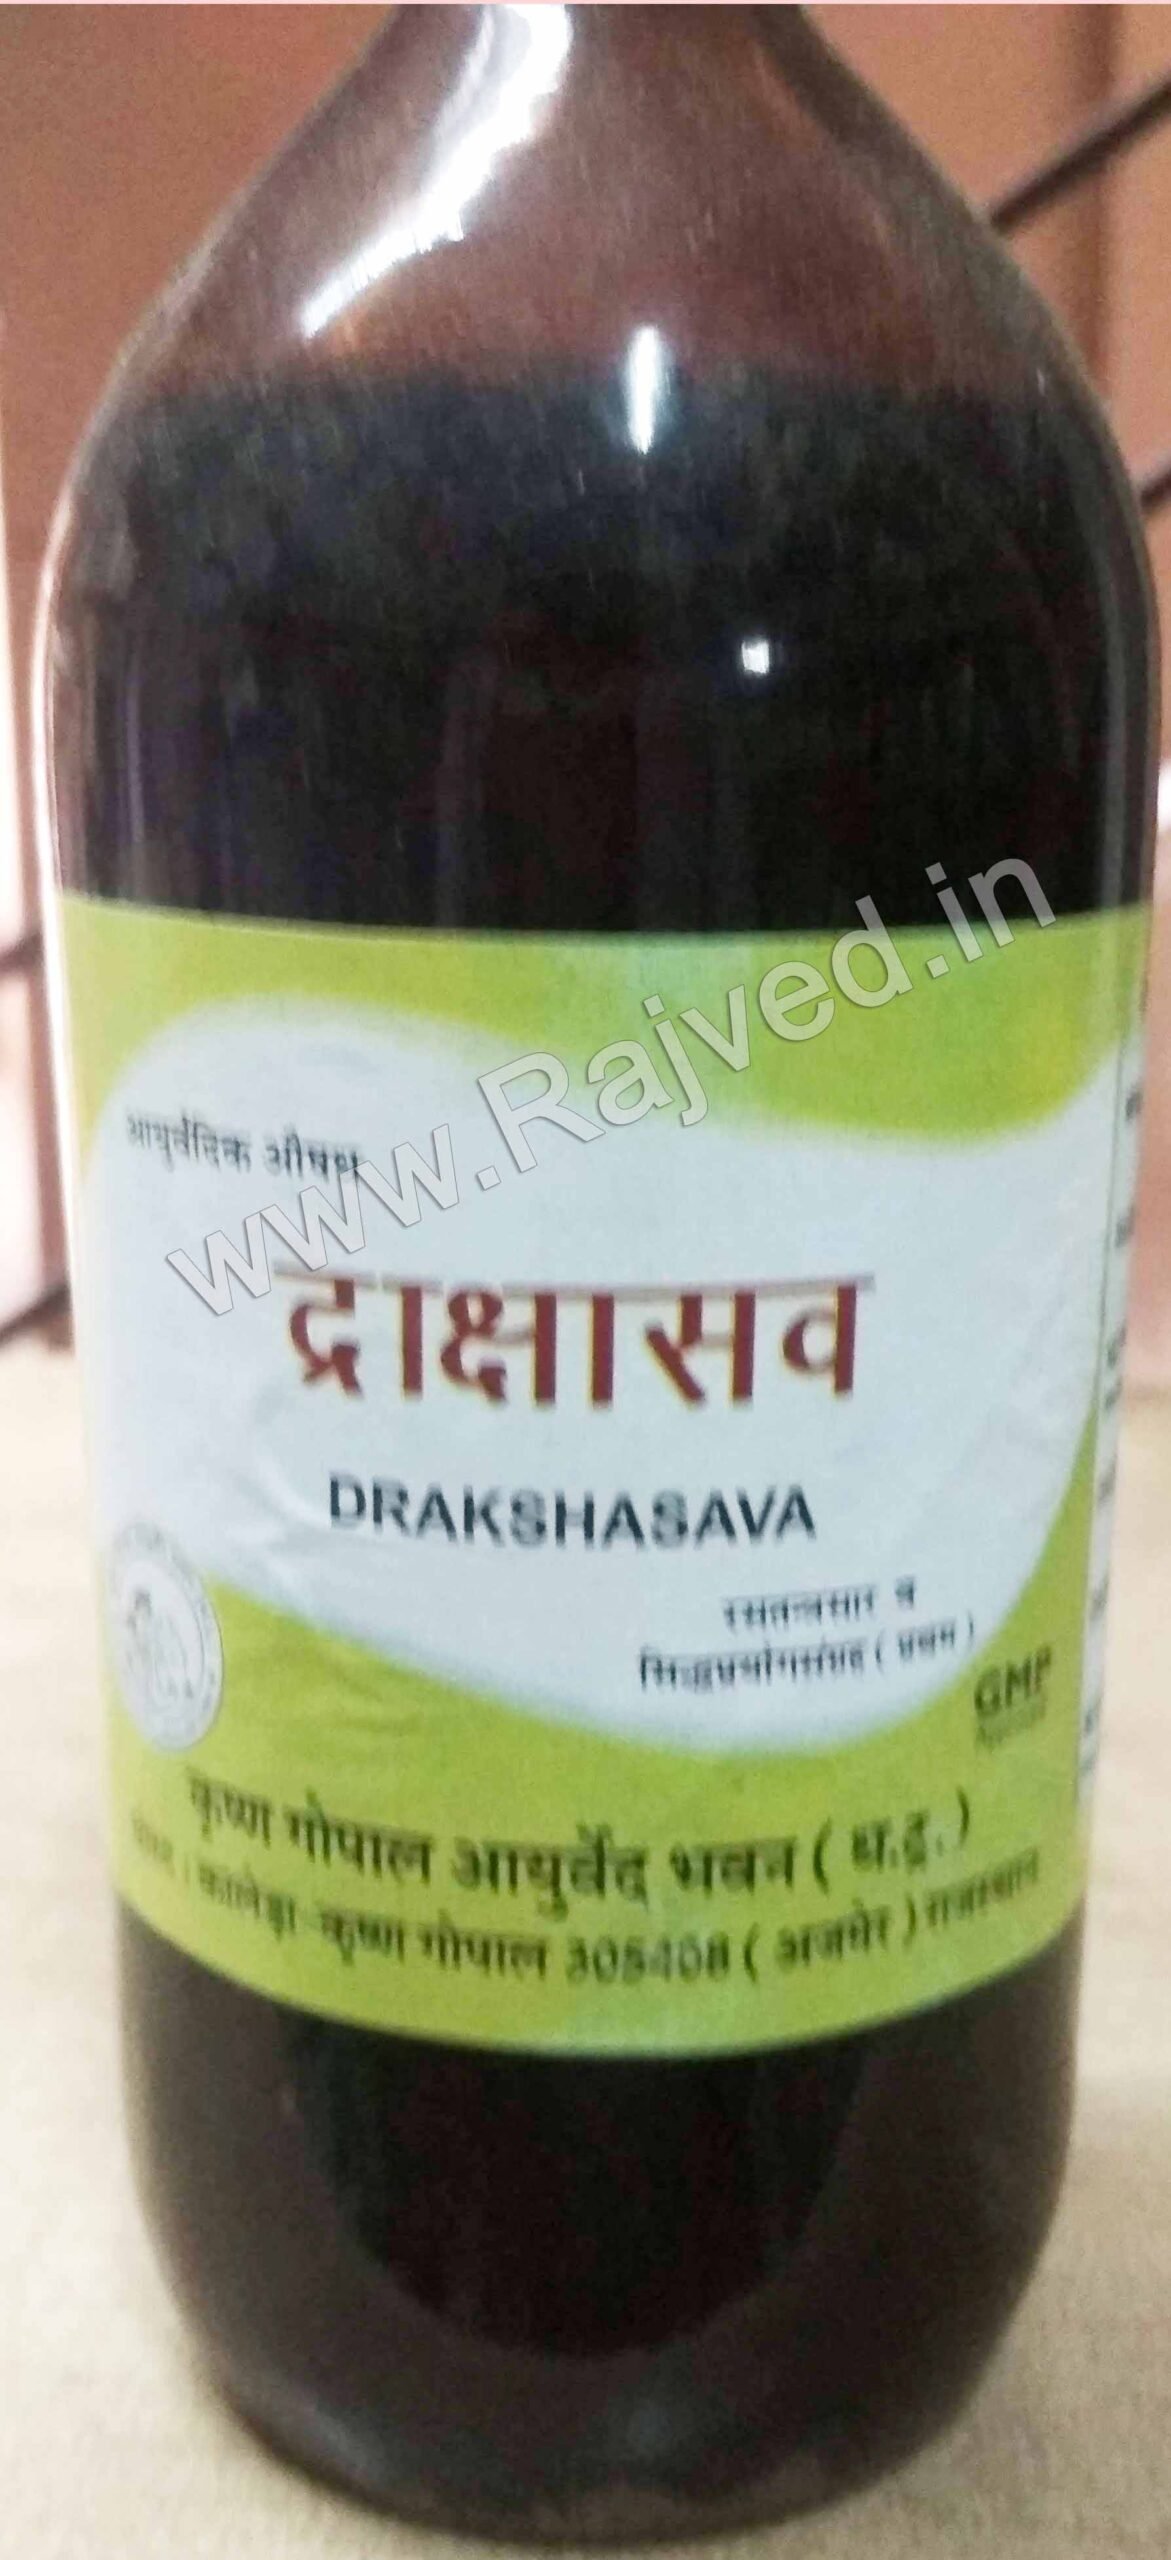 www.Rajved.in
आयुर्वेदिक औषध
द्राक्षासव
DRAKSHASAVA
रसतन्त्रसार व
सिद्धप्रयोगसंग्रह ( प्रथम )
GMP
कृष्ण गोपाल आयुर्वेद भवन ( ध.ट्र. )
कालेड़ा-कृष्ण गोपाल 305408 ( अजमेर ) राजस्थान